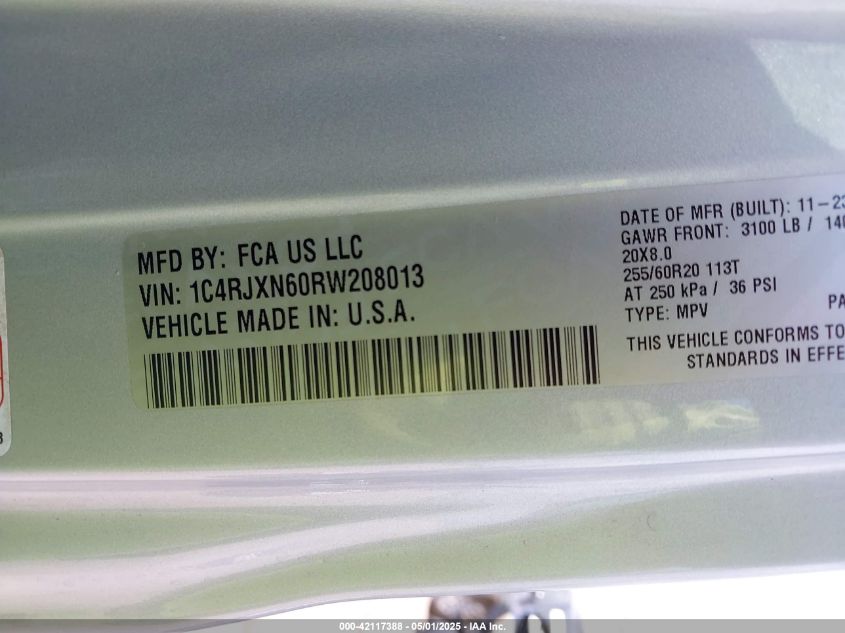 MFD BY: FCA US LLC
VIN: 1C4RJXN60RW208013
VEHICLE MADE IN: U.S.A.
DATE OF MFR (BUILT): 11-23
GAWR FRONT: 3100 LB / 140
20X8.0
255/60R20 113T
AT 250 kPa / 36 PSI
TYPE: MPV
PA
THIS VEHICLE CONFORMS TO
STANDARDS IN EFFE
000-42117388 - 05/01/2025 - IAA Inc.